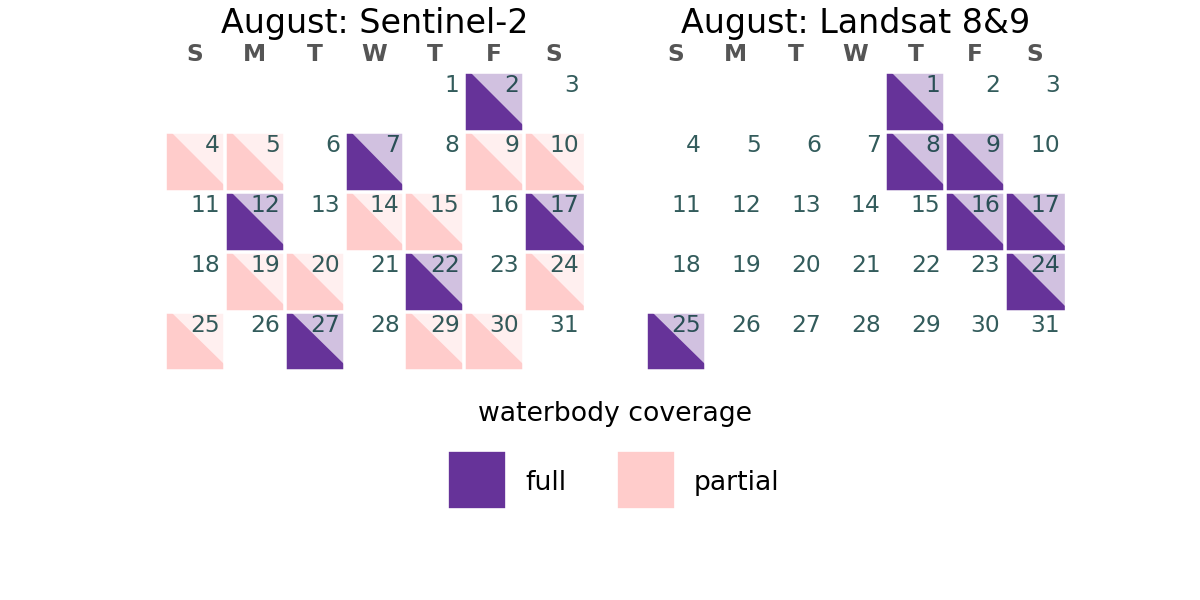 August: Sentinel-2
S M T W T F S
1 2 3
4 5 6 7 8 9 10
11 12 13 14 15 16 17
18 19 20 21 22 23 24
25 26 27 28 29 30 31
August: Landsat 8&9
S M T W T F S
1 2 3
4 5 6 7 8 9 10
11 12 13 14 15 16 17
18 19 20 21 22 23 24
25 26 27 28 29 30 31
waterbody coverage
full
partial